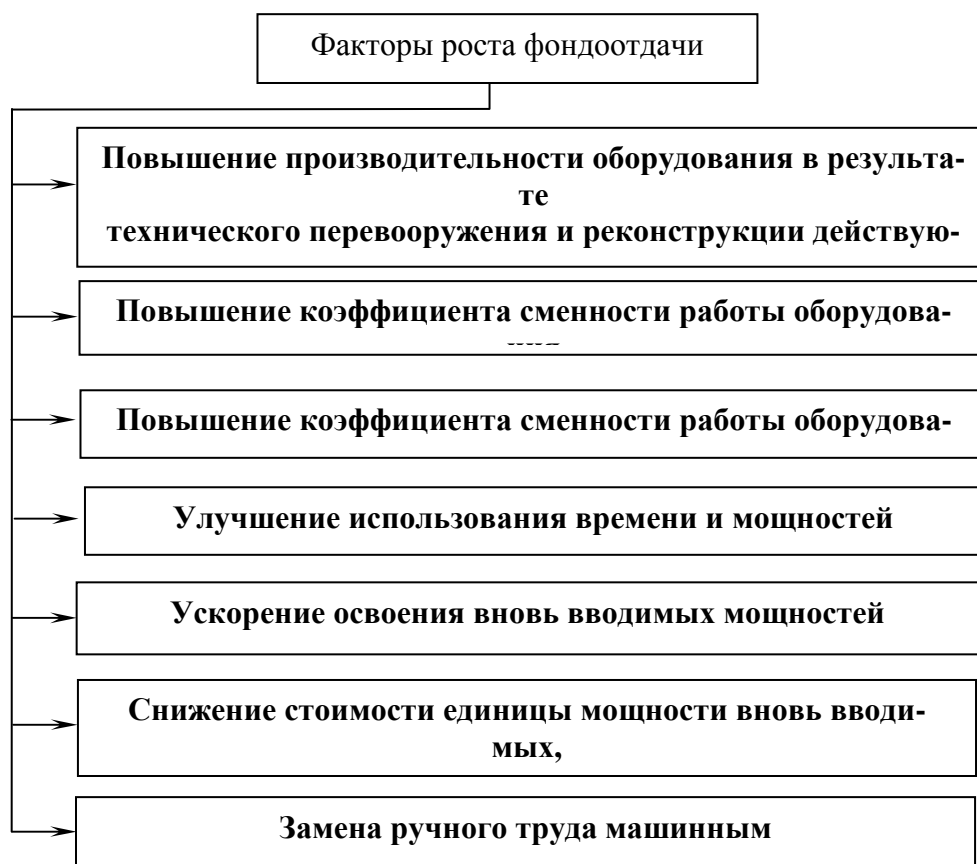 Факторы роста фондоотдачи
Повышение производительности оборудования в результа-
те
технического перевооружения и реконструкции действую-
Повышение коэффициента сменности работы оборудова-
Повышение коэффициента сменности работы оборудова-
Улучшение использования времени и мощностей
Ускорение освоения вновь вводимых мощностей
Снижение стоимости единицы мощности вновь вводи-
мых,
Замена ручного труда машинным